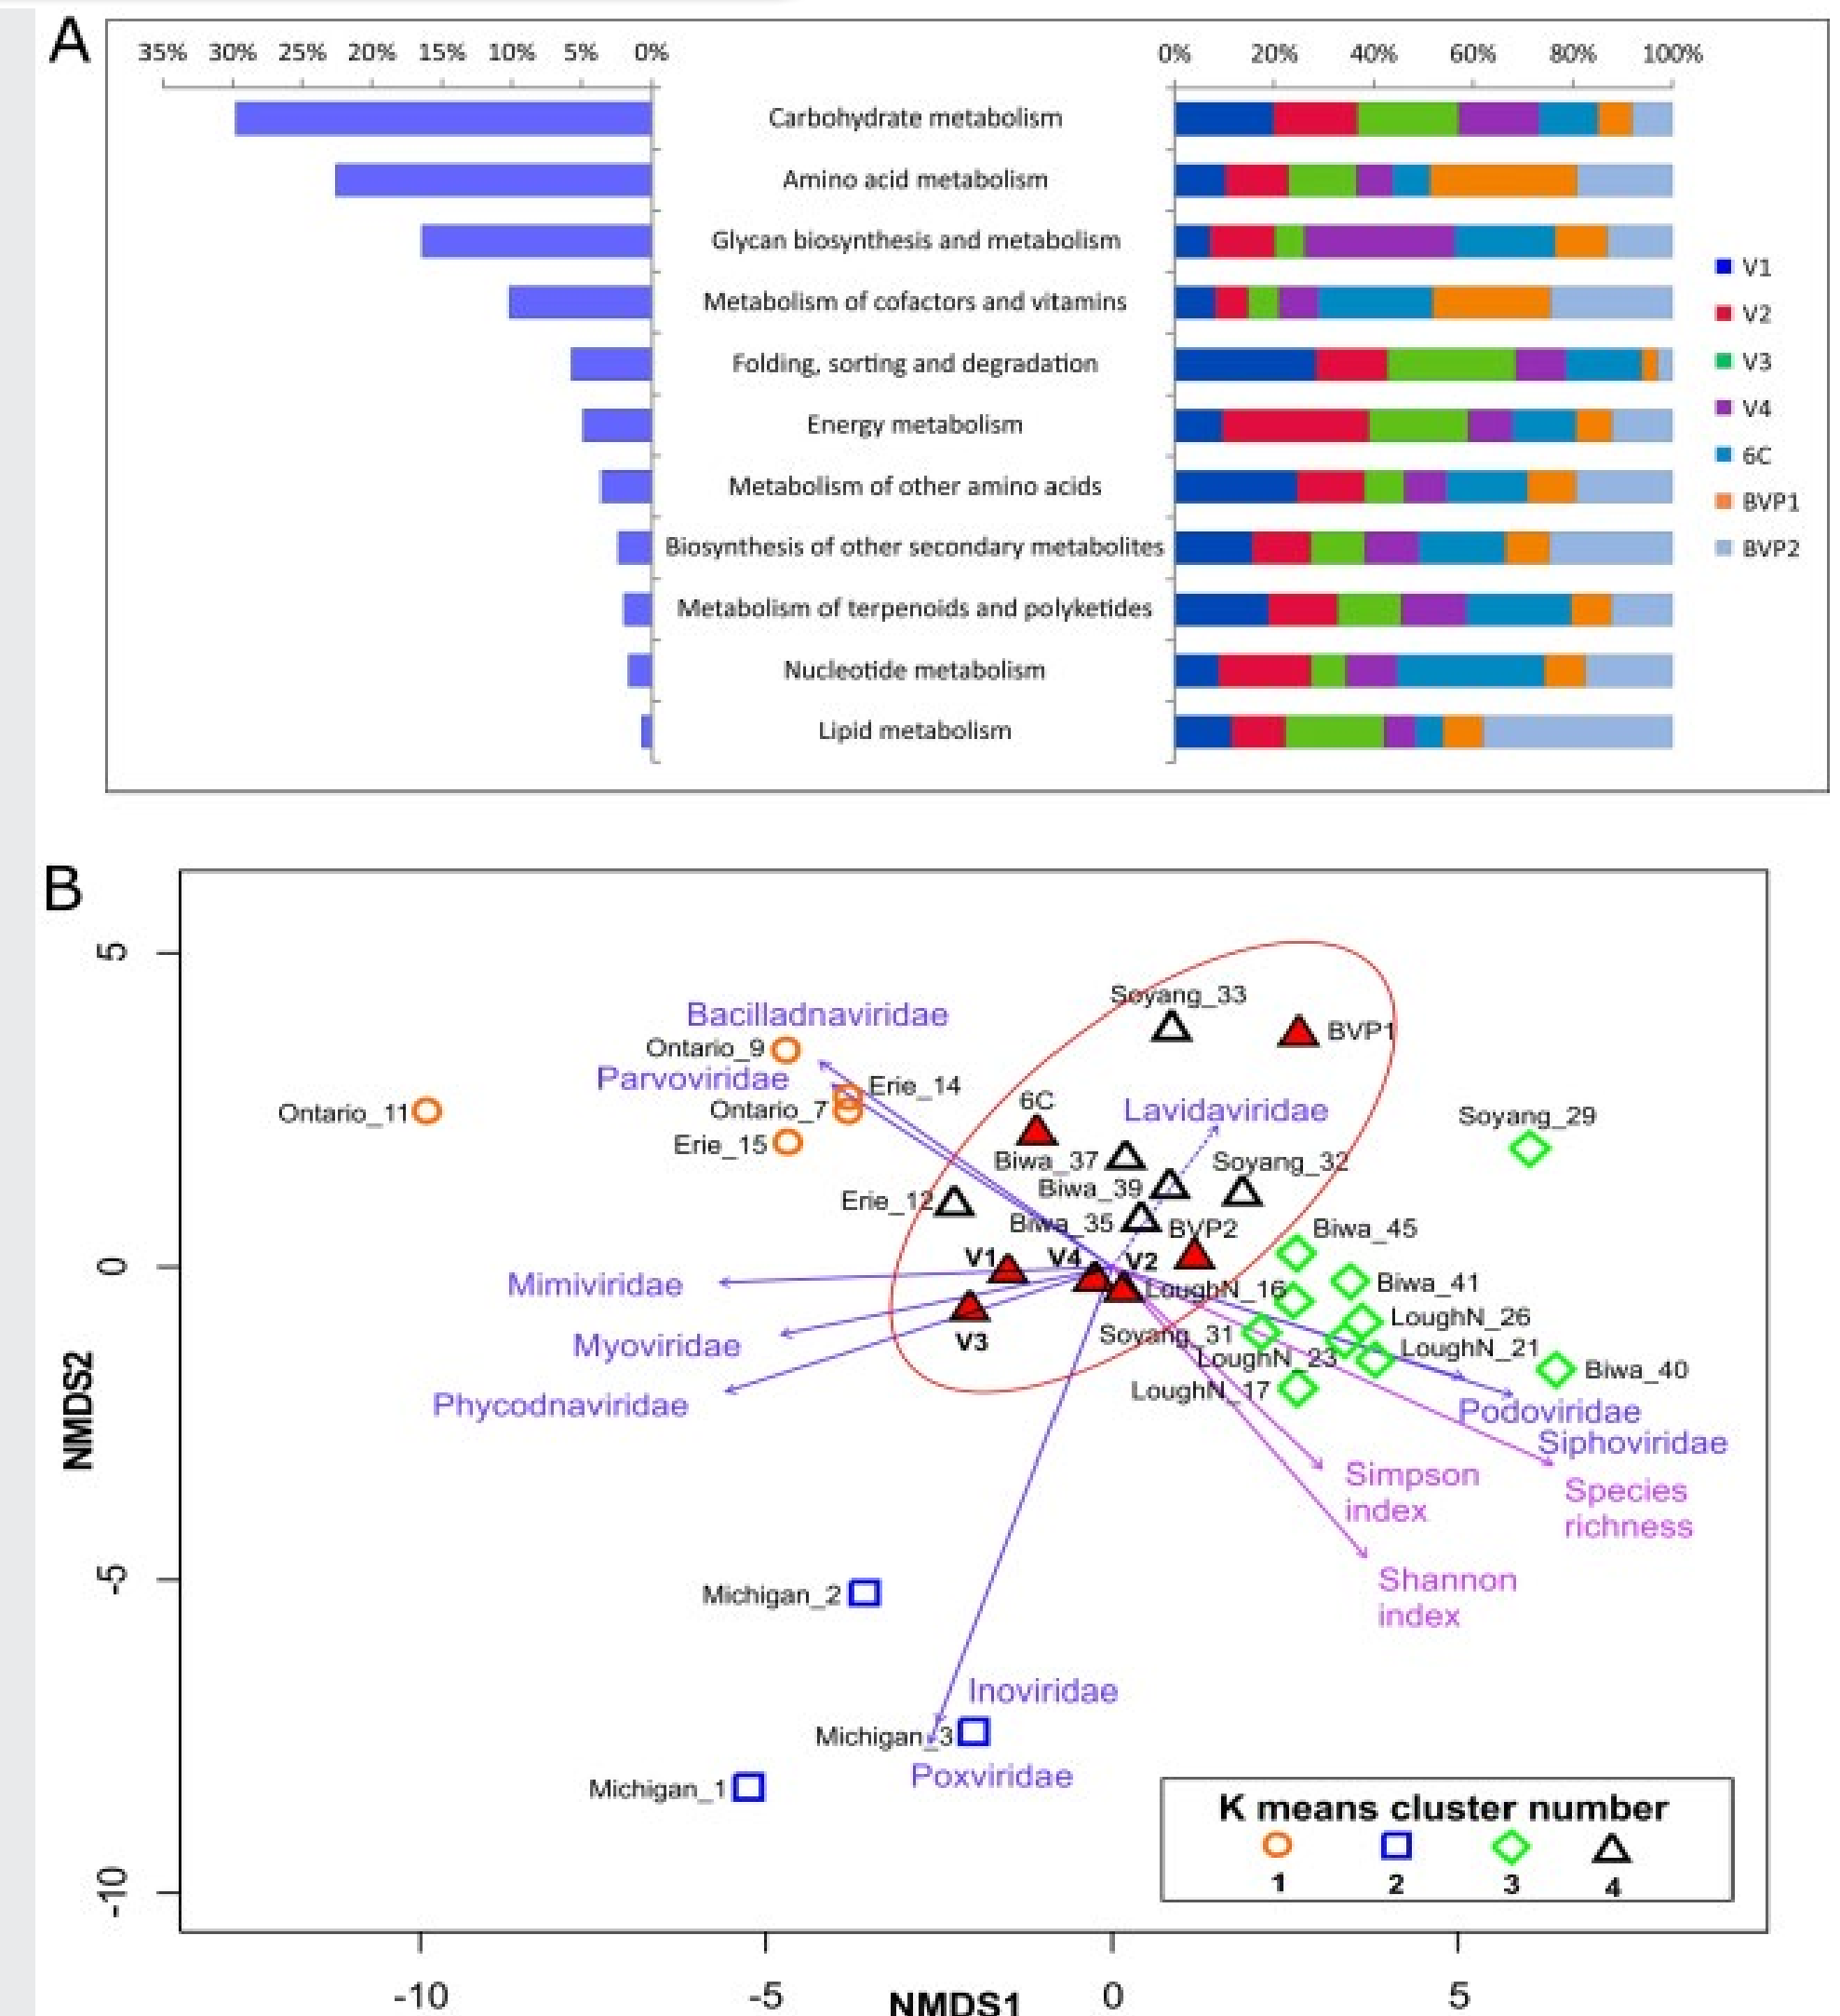 A
35% 30% 25% 20% 15% 10% 5% 0%
0% 20% 40% 60% 80% 100%
Carbohydrate metabolism
Amino acid metabolism
Glycan biosynthesis and metabolism
Metabolism of cofactors and vitamins
Folding, sorting and degradation
Energy metabolism
Metabolism of other amino acids
Biosynthesis of other secondary metabolites
Metabolism of terpenoids and polyketides
Nucleotide metabolism
Lipid metabolism
V1
V2
V3
V4
6C
BVP1
BVP2
B
NMDS2
5
0
-5
-10
Soyang_33
Bacilladnaviridae
BVP1
Ontario_9
Parvoviridae
Erie_14
Ontario_11
Ontario_7
6C
Lavidaviridae
Soyang_29
Erie_15
Biwa_37
Soyang_32
Biwa_39
Erie_12
Biwa_35
BVP2
Biwa_45
V1
V4
V2
Mimiviridae
LoughN_16
Biwa_41
LoughN_26
Soyang_31
V3
Myoviridae
LoughN_21
LoughN_23
Biwa_40
LoughN_17
Phycodnaviridae
Podoviridae
Siphoviridae
Simpson
index
Species
richness
Shannon
index
Michigan_2
Inoviridae
Michigan_3
Poxviridae
Michigan_1
K means cluster number
1 2 3 4
-10 -5 0 5
NMDS1